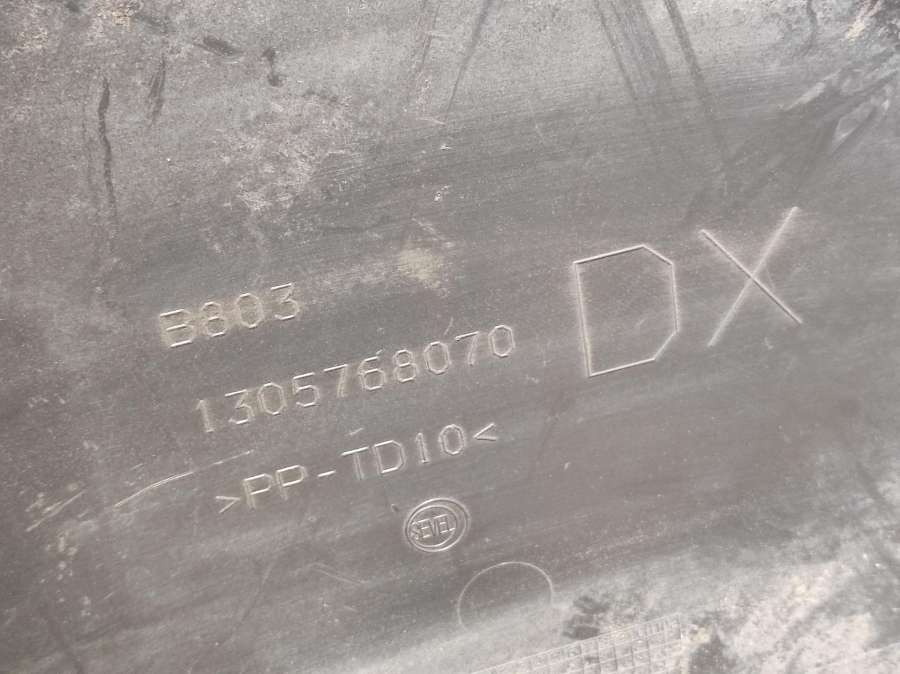 B803
1305768070
DX
>PP-TD10<
SEVEL